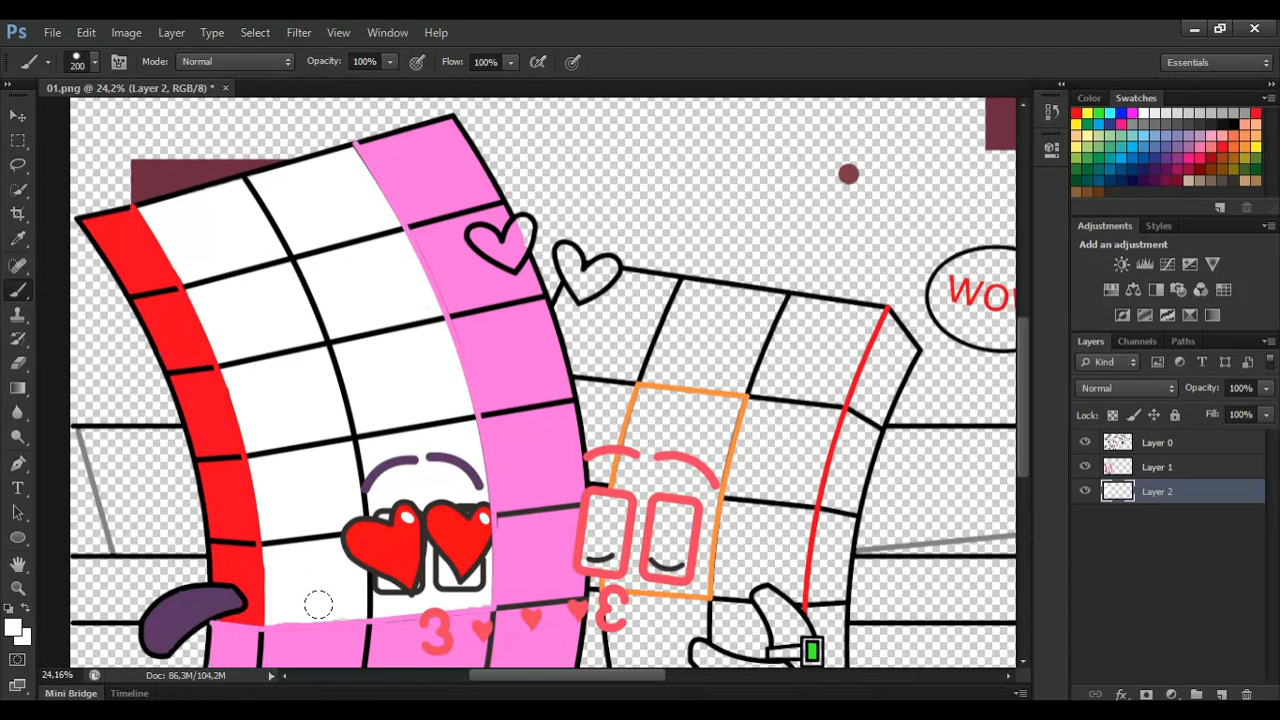 Ps File Edit Image Layer Type Select Filter View Window Help
200 Mode: Normal Opacity: 100% Flow: 100% Essentials
01.png @ 24,2% (Layer 2, RGB/8) * ×
Color Swatches
WO
Adjustments Styles
Add an adjustment
Layers Channels Paths
Kind
Normal Opacity: 100%
Lock: Fill: 100%
Layer 0
Layer 1
Layer 2
3 3
24,16% Doc: 86,3M/104,2M
Mini Bridge Timeline